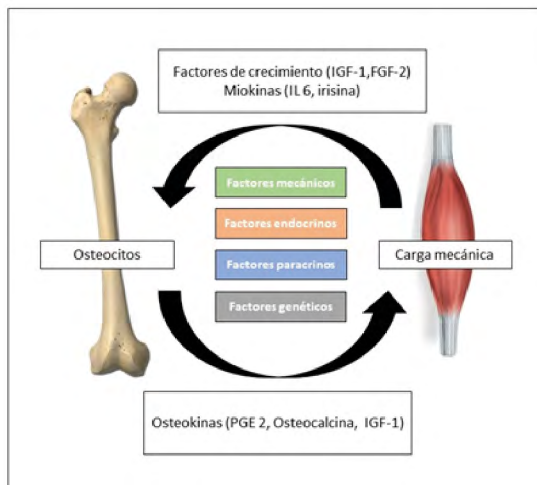 Factores de crecimiento (IGF-1,FGF-2)
Miokinas (IL 6, irisina)
Factores mecánicos
Factores endocrinos
Osteocitos
Factores paracrinos
Carga mecánica
Factores genéticos
Osteokinas (PGE 2, Osteocalcina, IGF-1)